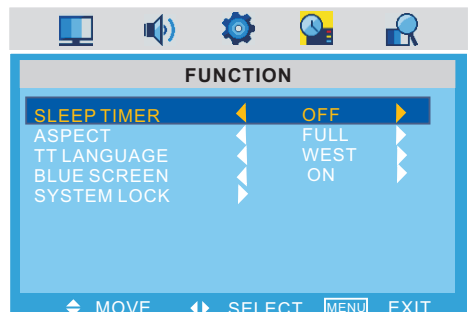 FUNCTION
SLEEP TIMER OFF
ASPECT FULL
TT LANGUAGE WEST
BLUE SCREEN ON
SYSTEM LOCK
MOVE SELECT MENU EXIT